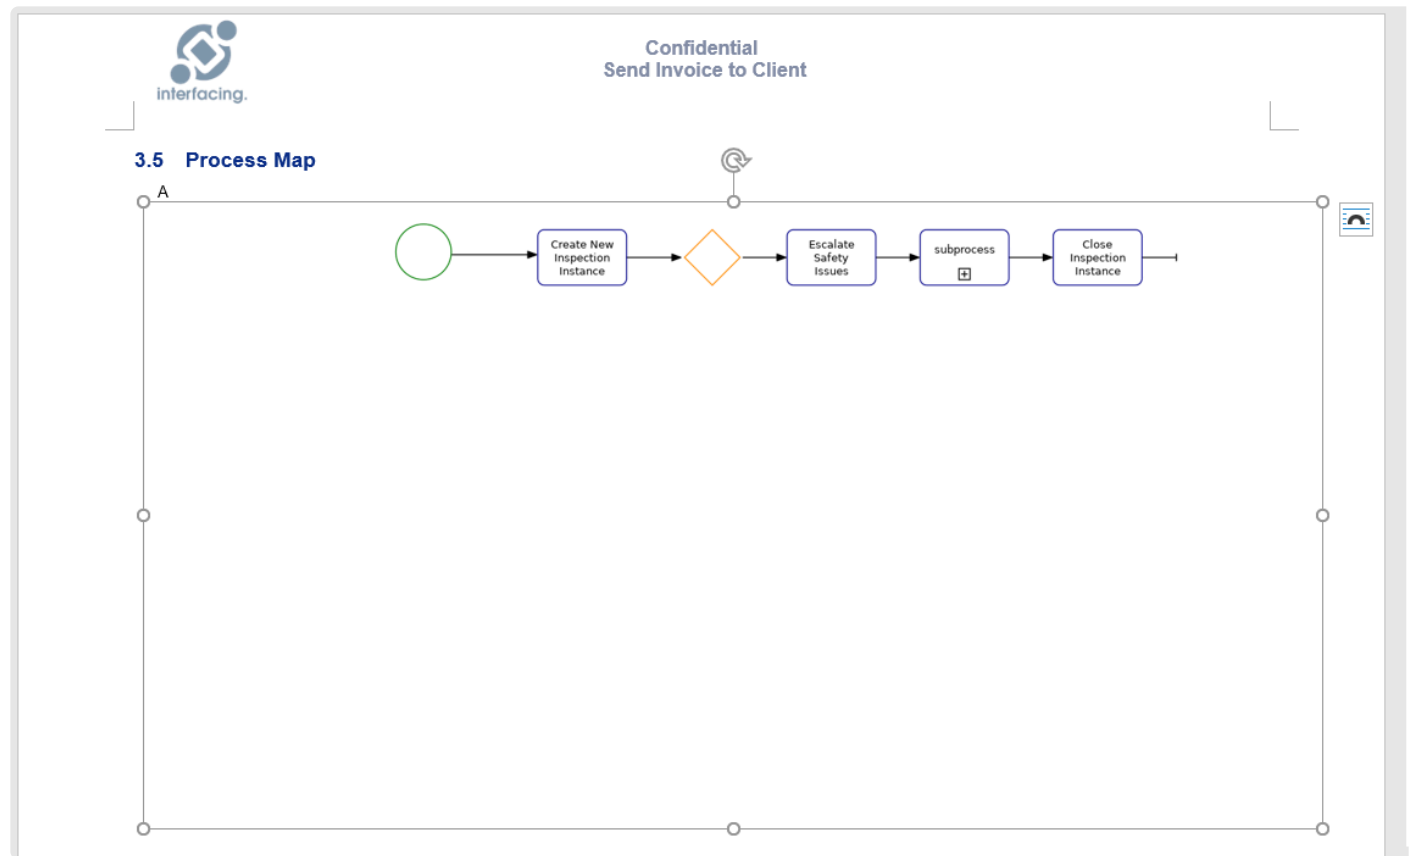 interfacing.
Confidential
Send Invoice to Client
3.5 Process Map
A
Create New
Inspection
Instance
Escalate
Safety
Issues
subprocess
Close
Inspection
Instance